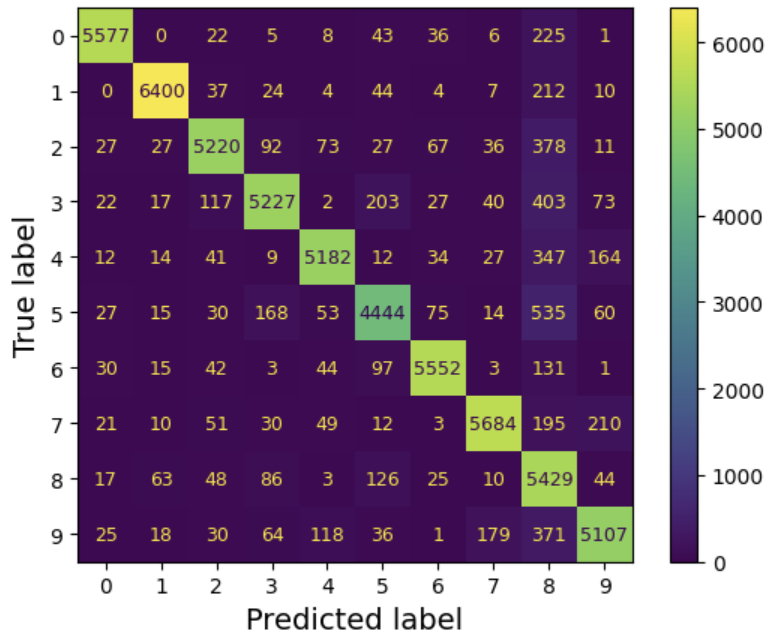 0 5577 0 22 5 8 43 36 6 225 1
1 0 6400 37 24 4 44 4 7 212 10
2 27 27 5220 92 73 27 67 36 378 11
3 22 17 117 5227 2 203 27 40 403 73
4 12 14 41 9 5182 12 34 27 347 164
5 27 15 30 168 53 4444 75 14 535 60
6 30 15 42 3 44 97 5552 3 131 1
7 21 10 51 30 49 12 3 5684 195 210
8 17 63 48 86 3 126 25 10 5429 44
9 25 18 30 64 118 36 1 179 371 5107
0 1 2 3 4 5 6 7 8 9
Predicted label
True label
6000
5000
4000
3000
2000
1000
0